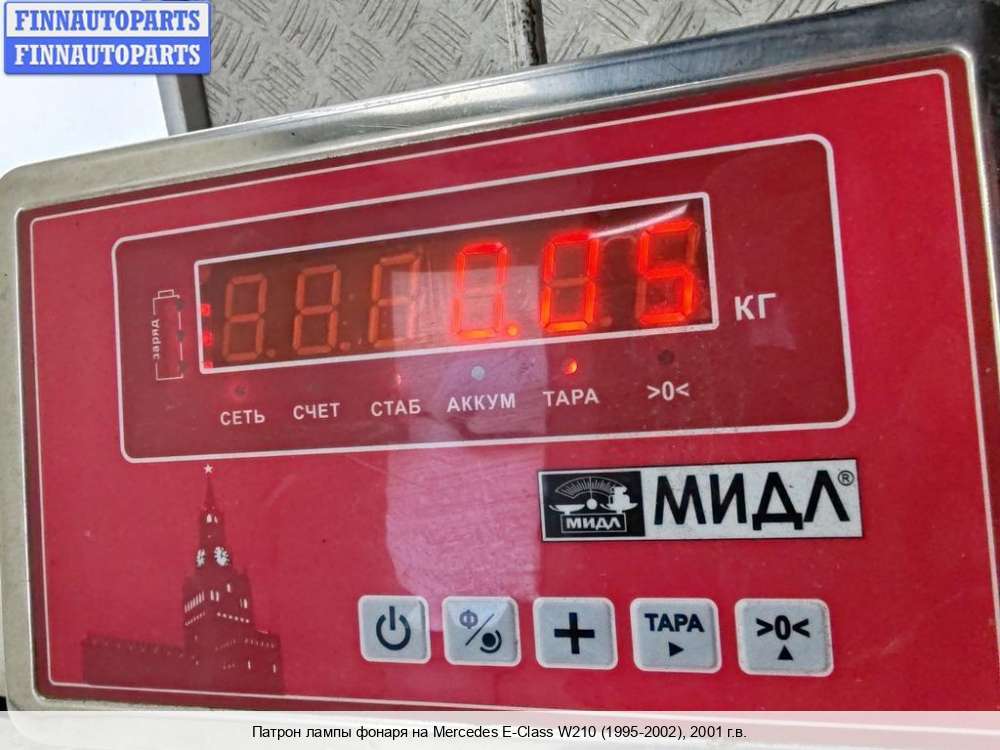 FINNAUTOPARTS
FINNAUTOPARTS
заряд
0.05
КГ
СЕТЬ СЧЕТ СТАБ АККУМ ТАРА >0<
МИДЛ
МИДЛ®
Ф
+
ТАРА
>0<
Патрон лампы фонаря на Mercedes E-Class W210 (1995-2002), 2001 г.в.